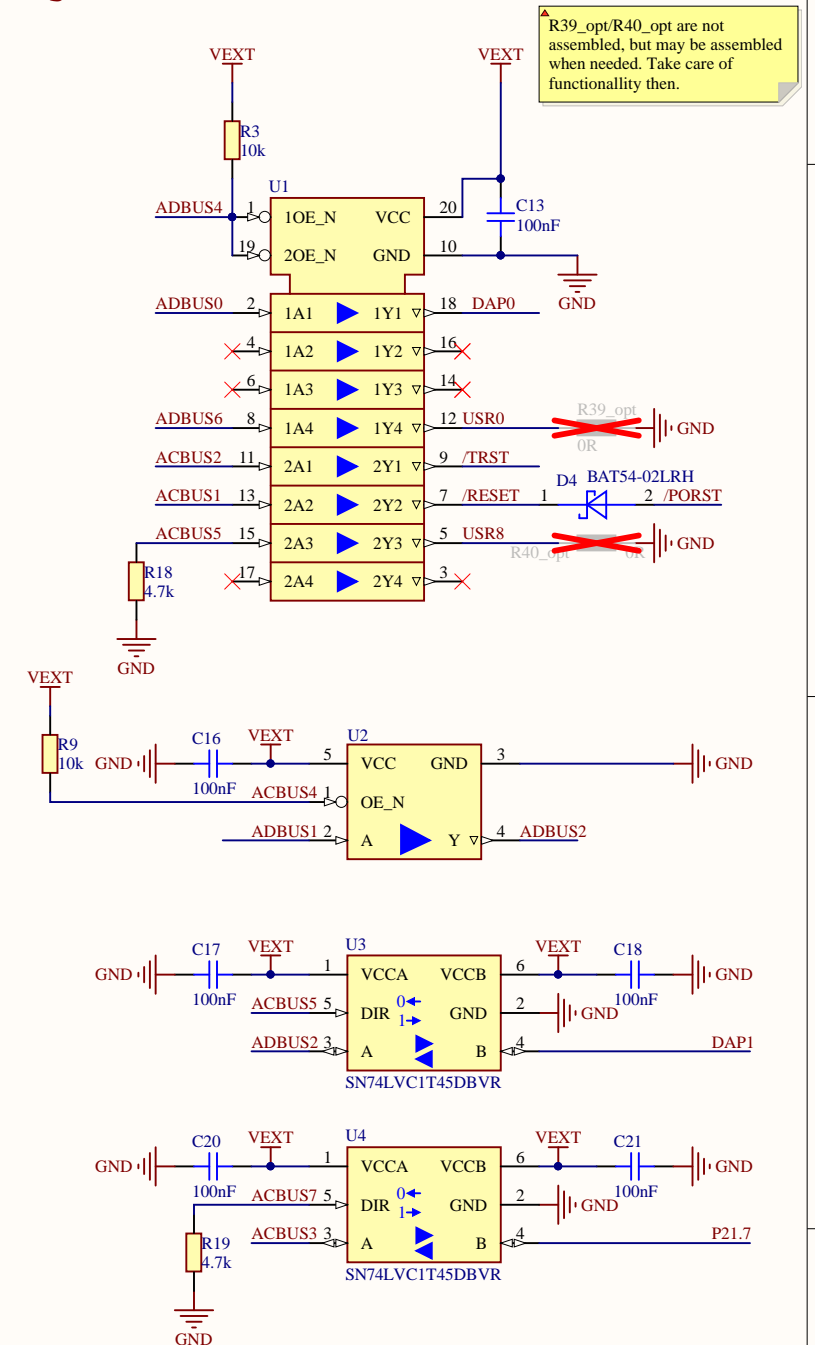 R39_opt/R40_opt are not
assembled, but may be assembled
when needed. Take care of
functionallity then.
VEXT
VEXT
R3
10k
U1
ADBUS4 1 1OE_N VCC 20
C13
100nF
19 2OE_N GND 10
GND
ADBUS0 2 1A1 1Y1 18 DAP0
4 1A2 1Y2 16
6 1A3 1Y3 14
R39_opt
ADBUS6 8 1A4 1Y4 12 USR0 GND
0R
ACBUS2 11 2A1 2Y1 9 /TRST
D4 BAT54-02LRH
ACBUS1 13 2A2 2Y2 7 /RESET 1 2 /PORST
ACBUS5 15 2A3 2Y3 5 USR8 GND
R40_opt 0R
R18
4.7k
17 2A4 2Y4 3
GND
VEXT
R9
10k
C16
VEXT
U2
GND 5 VCC GND 3 GND
100nF
ACBUS4 1 OE_N
ADBUS1 2 A Y 4 ADBUS2
C17
VEXT
U3
VEXT
C18
GND 1 VCCA VCCB 6 GND
100nF
100nF
ACBUS5 5 DIR 0 GND 2 GND
1
ADBUS2 3 A B 4 DAP1
SN74LVC1T45DBVR
C20
VEXT
U4
VEXT
C21
GND 1 VCCA VCCB 6 GND
100nF
100nF
ACBUS7 5 DIR 0 GND 2 GND
1
R19
4.7k
ACBUS3 3 A B 4 P21.7
SN74LVC1T45DBVR
GND